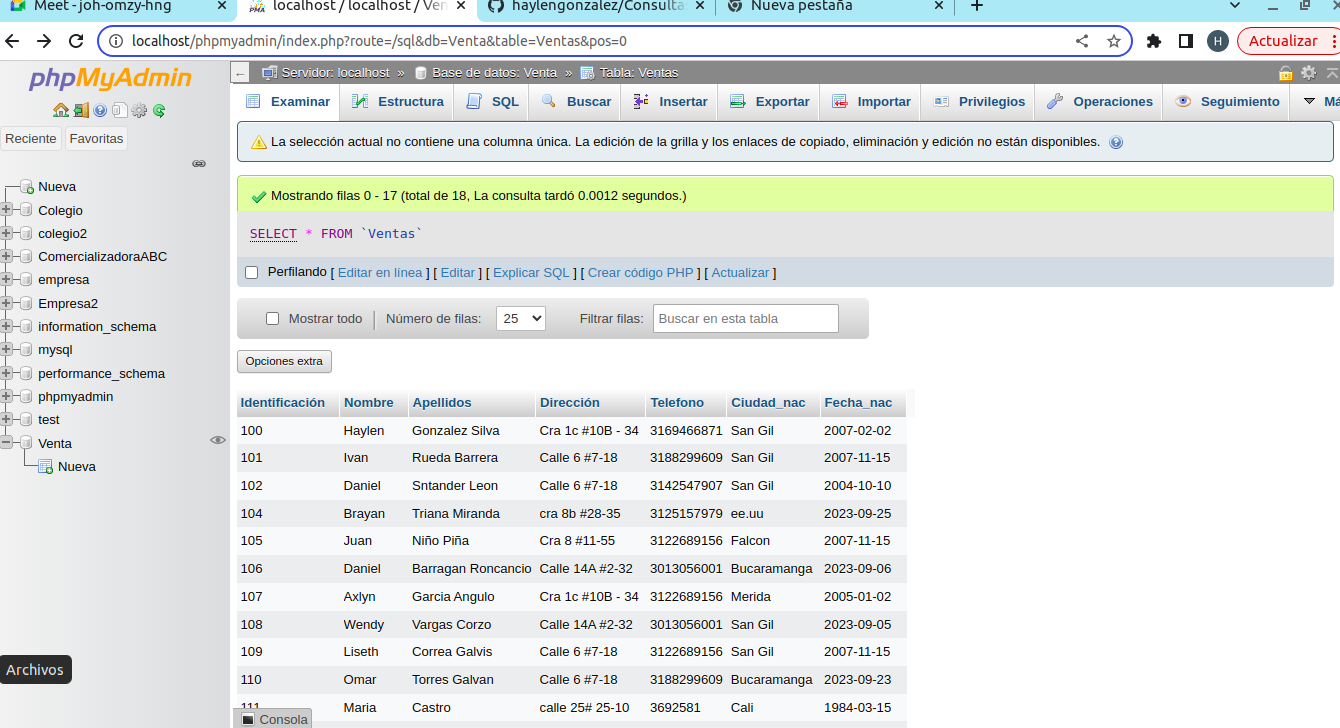 Meet - joh-omzy-hng
localhost / localhost / Ven
haylengonzalez/Consulta
Nueva pestaña
localhost/phpmyadmin/index.php?route=/sql&db=Venta&table=Ventas&pos=0
H
Actualizar
phpMyAdmin
Reciente Favoritas
Nueva
Colegio
colegio2
ComercializadoraABC
empresa
Empresa2
information_schema
mysql
performance_schema
phpmyadmin
test
Venta
Nueva
Archivos
Servidor: localhost » Base de datos: Venta » Tabla: Ventas
Examinar Estructura SQL Buscar Insertar Exportar Importar Privilegios Operaciones Seguimiento Má
La selección actual no contiene una columna única. La edición de la grilla y los enlaces de copiado, eliminación y edición no están disponibles.
Mostrando filas 0 - 17 (total de 18, La consulta tardó 0.0012 segundos.)
SELECT * FROM `Ventas`
Perfilando [ Editar en línea ] [ Editar ] [ Explicar SQL ] [ Crear código PHP ] [ Actualizar ]
Mostrar todo | Número de filas: 25 Filtrar filas: Buscar en esta tabla
Opciones extra
Identificación Nombre Apellidos Dirección Telefono Ciudad_nac Fecha_nac
100 Haylen Gonzalez Silva Cra 1c #10B - 34 3169466871 San Gil 2007-02-02
101 Ivan Rueda Barrera Calle 6 #7-18 3188299609 San Gil 2007-11-15
102 Daniel Sntander Leon Calle 6 #7-18 3142547907 San Gil 2004-10-10
104 Brayan Triana Miranda cra 8b #28-35 3125157979 ee.uu 2023-09-25
105 Juan Niño Piña Cra 8 #11-55 3122689156 Falcon 2007-11-15
106 Daniel Barragan Roncancio Calle 14A #2-32 3013056001 Bucaramanga 2023-09-06
107 Axlyn Garcia Angulo Cra 1c #10B - 34 3122689156 Merida 2005-01-02
108 Wendy Vargas Corzo Calle 14A #2-32 3013056001 San Gil 2023-09-05
109 Liseth Correa Galvis Calle 6 #7-18 3122689156 San Gil 2007-11-15
110 Omar Torres Galvan Calle 6 #7-18 3188299609 Bucaramanga 2023-09-23
111 Maria Castro calle 25# 25-10 3692581 Cali 1984-03-15
Consola